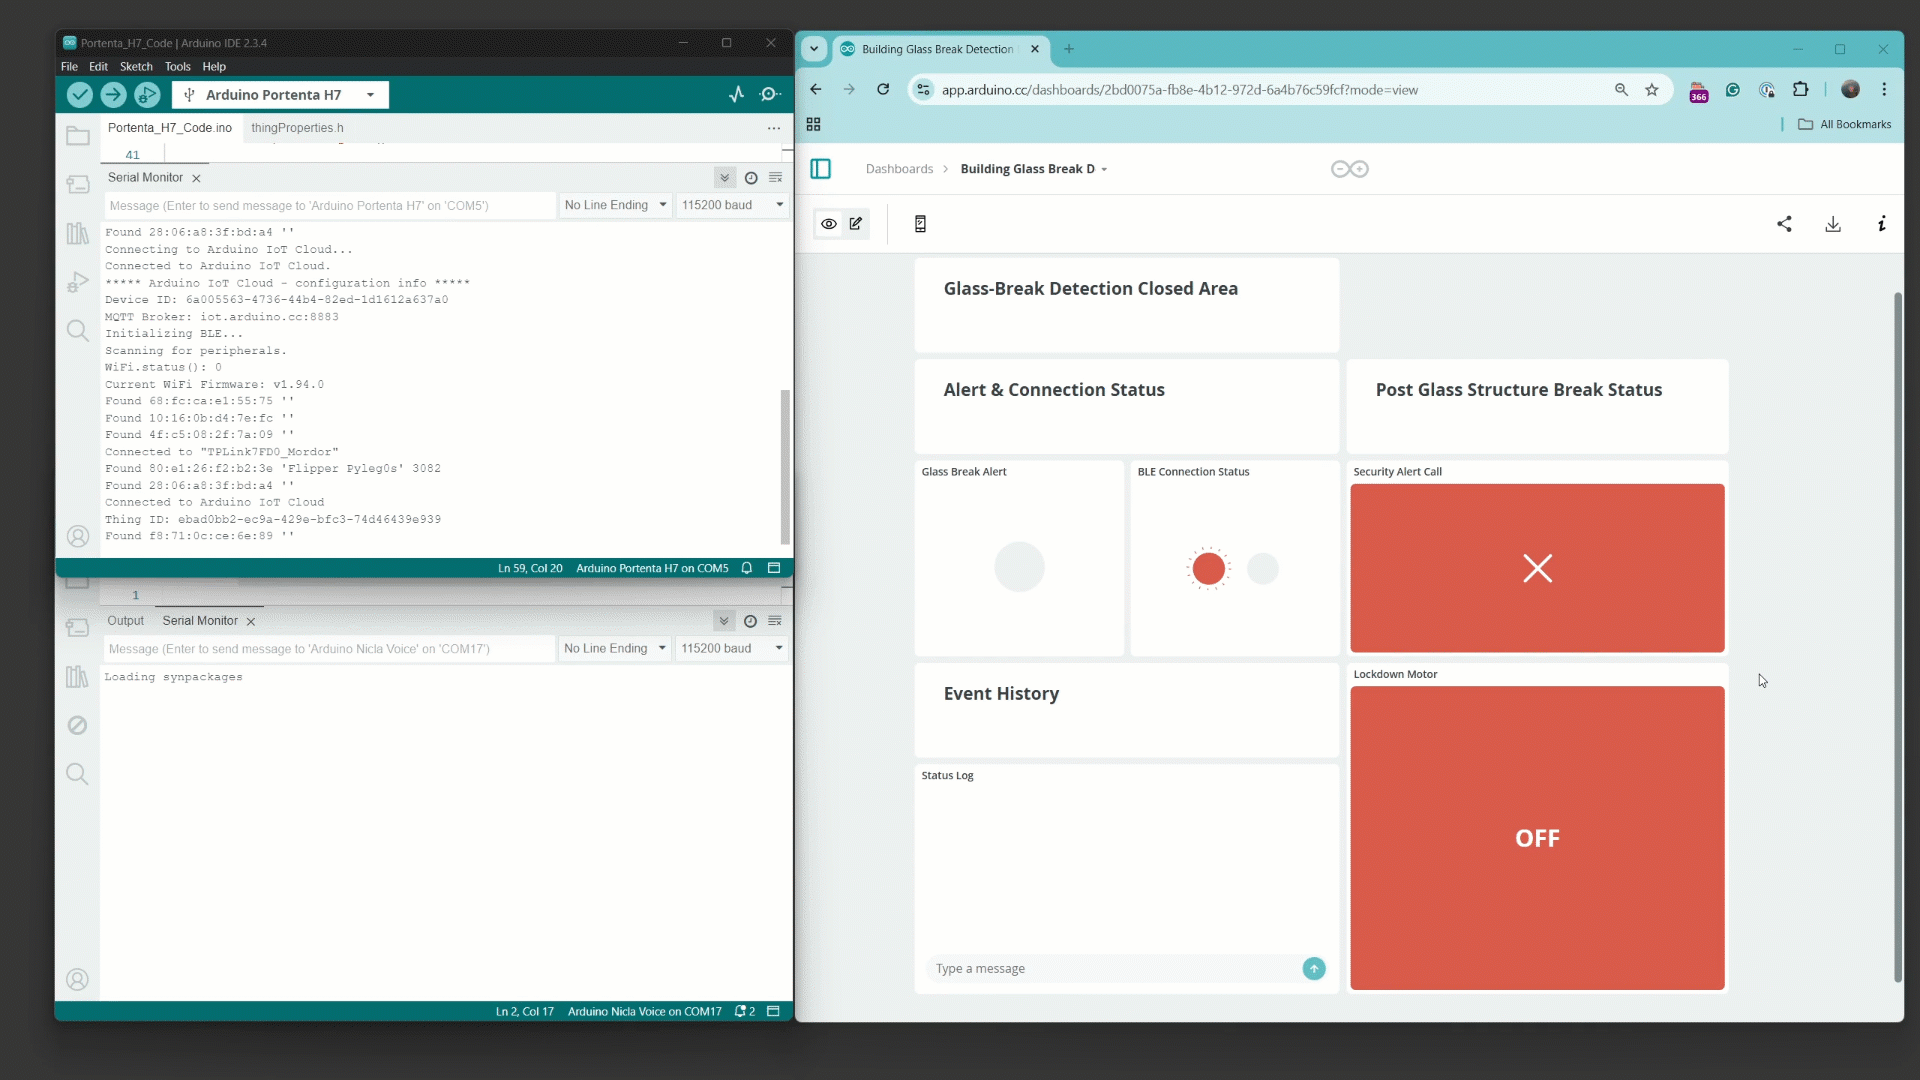 Portenta_H7_Code | Arduino IDE 2.3.4
File Edit Sketch Tools Help
Arduino Portenta H7
Portenta_H7_Code.ino thingProperties.h
41
Serial Monitor
Message (Enter to send message to 'Arduino Portenta H7' on 'COM5')
No Line Ending
115200 baud
Found 28:06:a8:3f:bd:a4 ''
Connecting to Arduino IoT Cloud...
Connected to Arduino IoT Cloud.
***** Arduino IoT Cloud - configuration info *****
Device ID: 6a005563-4736-44b4-82ed-1d1612a637a0
MQTT Broker: iot.arduino.cc:8883
Initializing BLE...
Scanning for peripherals.
WiFi.status(): 0
Current WiFi Firmware: v1.94.0
Found 68:fc:ca:e1:55:75 ''
Found 10:16:0b:d4:7e:fc ''
Found 4f:c5:08:2f:7a:09 ''
Connected to "TPLink7FD0_Mordor"
Found 80:e1:26:f2:b2:3e 'Flipper Pyleg0s' 3082
Found 28:06:a8:3f:bd:a4 ''
Connected to Arduino IoT Cloud
Thing ID: ebad0bb2-ec9a-429e-bfc3-74d46439e939
Found f8:71:0c:ce:6e:89 ''
Ln 59, Col 20 Arduino Portenta H7 on COM5
1
Output Serial Monitor
Message (Enter to send message to 'Arduino Nicla Voice' on 'COM17')
No Line Ending
115200 baud
Loading synpackages
Ln 2, Col 17 Arduino Nicla Voice on COM17 2
Building Glass Break Detection
app.arduino.cc/dashboards/2bd0075a-fb8e-4b12-972d-6a4b76c59fcf?mode=view
366
All Bookmarks
Dashboards > Building Glass Break D
Glass-Break Detection Closed Area
Alert & Connection Status
Post Glass Structure Break Status
Glass Break Alert
BLE Connection Status
Security Alert Call
Event History
Lockdown Motor
Status Log
OFF
Type a message